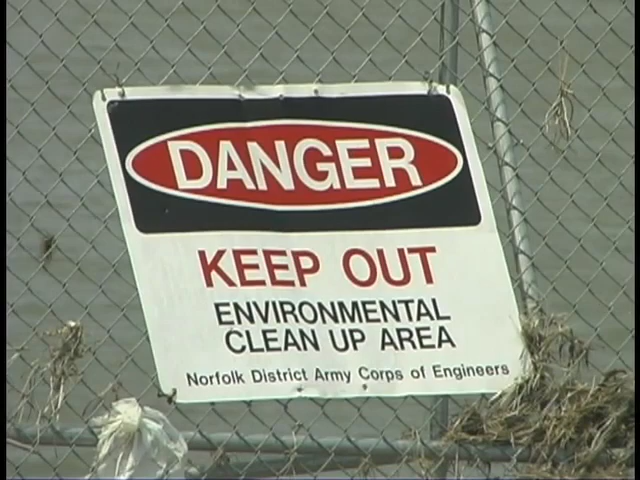 DANGER
KEEP OUT
ENVIRONMENTAL
CLEAN UP AREA
Norfolk District Army Corps of Engineers